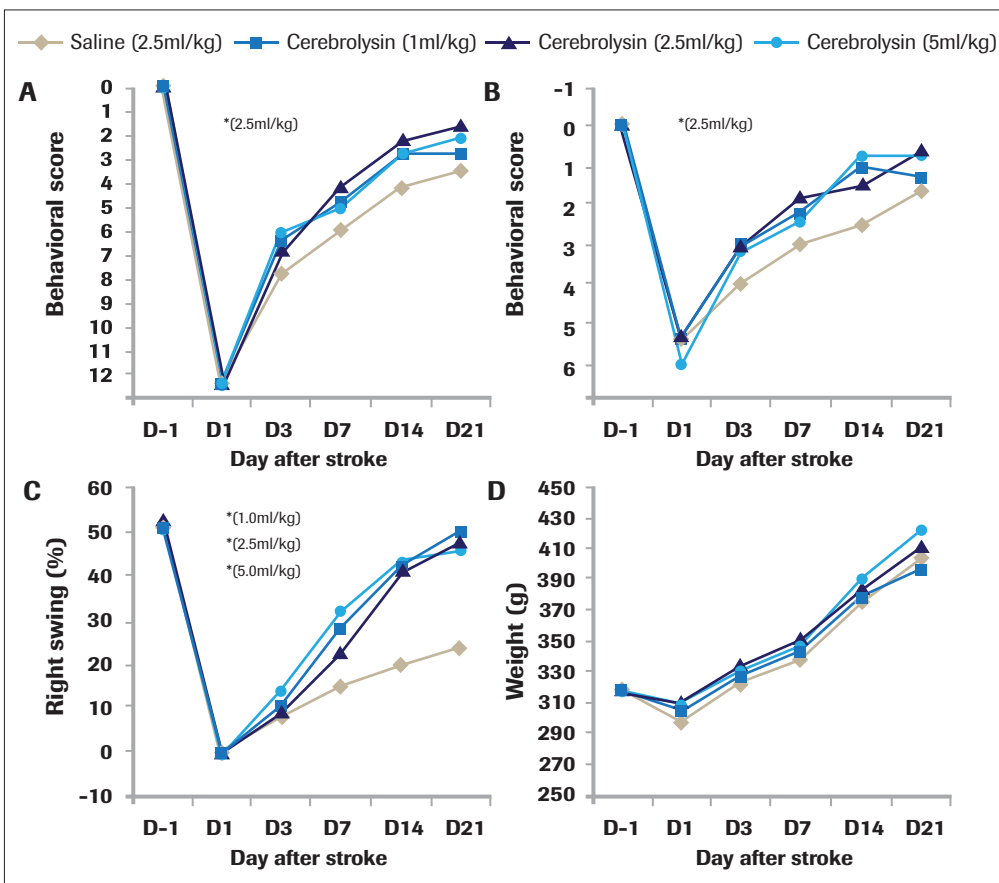 Saline (2.5ml/kg) Cerebrolysin (1ml/kg) Cerebrolysin (2.5ml/kg) Cerebrolysin (5ml/kg)
A
Behavioral score
0
1
2
3
4
5
6
7
8
9
10
11
12
*(2.5ml/kg)
D-1 D1 D3 D7 D14 D21
Day after stroke
B
Behavioral score
-1
0
1
2
3
4
5
6
*(2.5ml/kg)
D-1 D1 D3 D7 D14 D21
Day after stroke
C
Right swing (%)
60
50
40
30
20
10
0
-10
*(1.0ml/kg)
*(2.5ml/kg)
*(5.0ml/kg)
D-1 D1 D3 D7 D14 D21
Day after stroke
D
Weight (g)
450
430
410
390
370
350
330
310
290
270
250
D-1 D1 D3 D7 D14 D21
Day after stroke